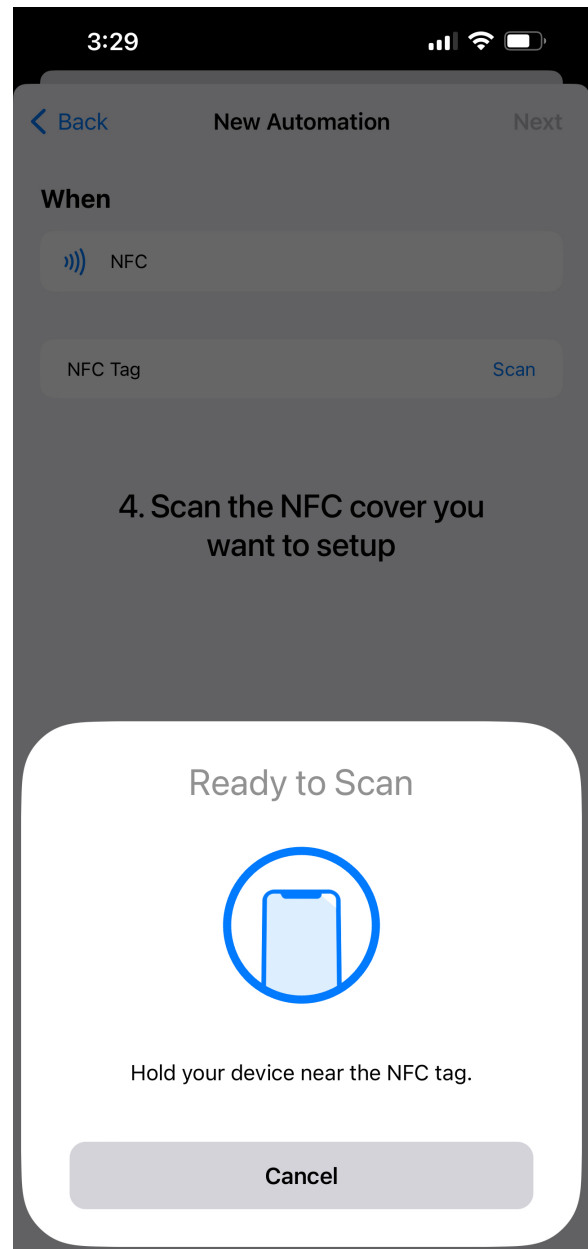 3:29
Back New Automation Next
When
NFC
NFC Tag Scan
4. Scan the NFC cover you
want to setup
Ready to Scan
Hold your device near the NFC tag.
Cancel